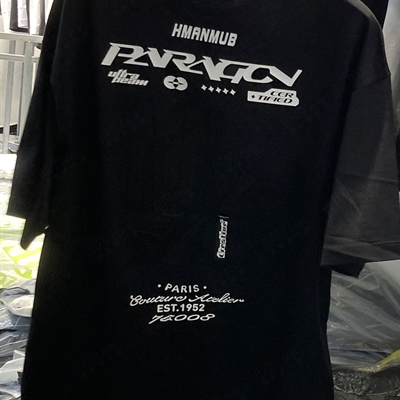 HMANMUB
PARAGON
ultra
beam
CER
TIFIED
• PARIS •
Couture Atelier
EST.1952
75008